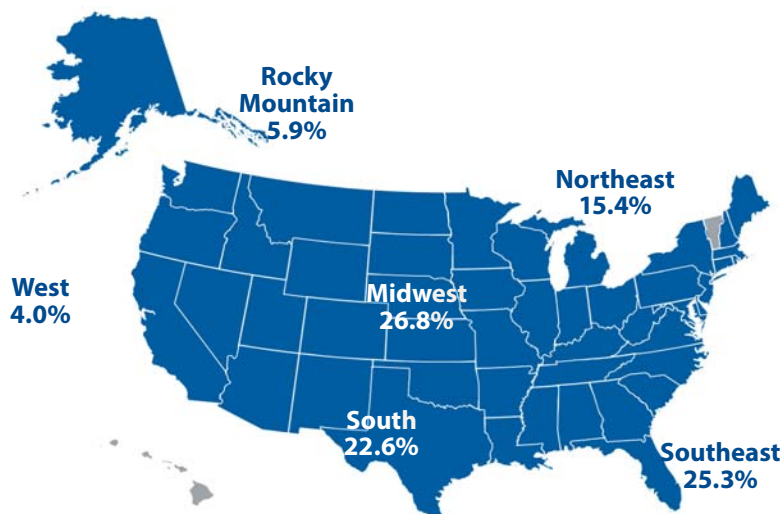 Rocky
Mountain
5.9%
Northeast
15.4%
West
4.0%
Midwest
26.8%
South
22.6%
Southeast
25.3%